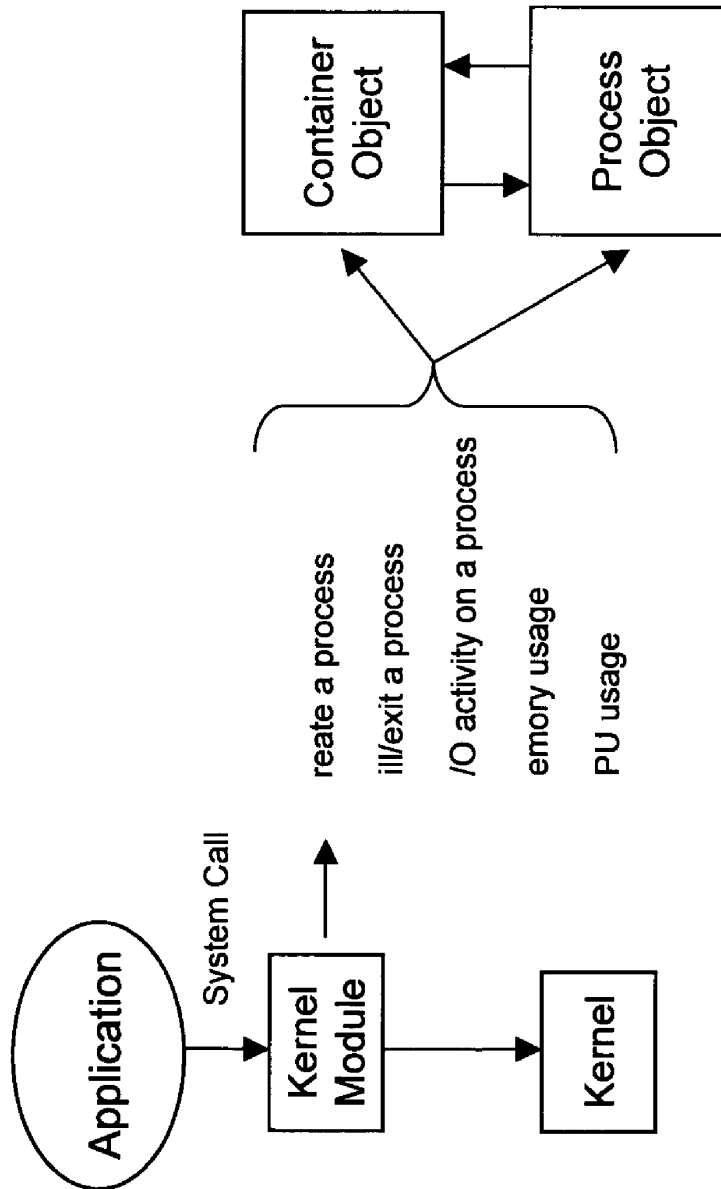 Application
System Call
Kernel
Module
Kernel
reate a process
ill/exit a process
/O activity on a process
emory usage
PU usage
Container
Object
Process
Object